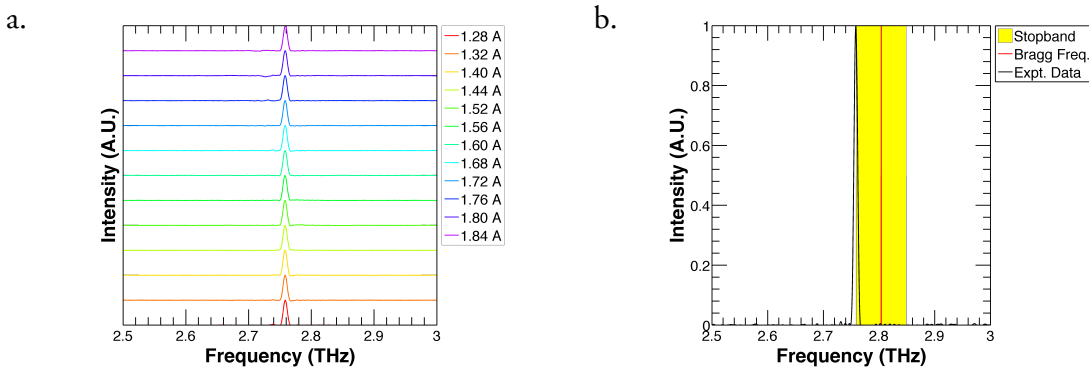 a.
Intensity (A.U.)
2.5 2.6 2.7 2.8 2.9 3
Frequency (THz)
1.28 A
1.32 A
1.40 A
1.44 A
1.52 A
1.56 A
1.60 A
1.68 A
1.72 A
1.76 A
1.80 A
1.84 A
b.
Intensity (A.U.)
1
0.8
0.6
0.4
0.2
0
2.5 2.6 2.7 2.8 2.9 3
Frequency (THz)
Stopband
Bragg Freq.
Expt. Data